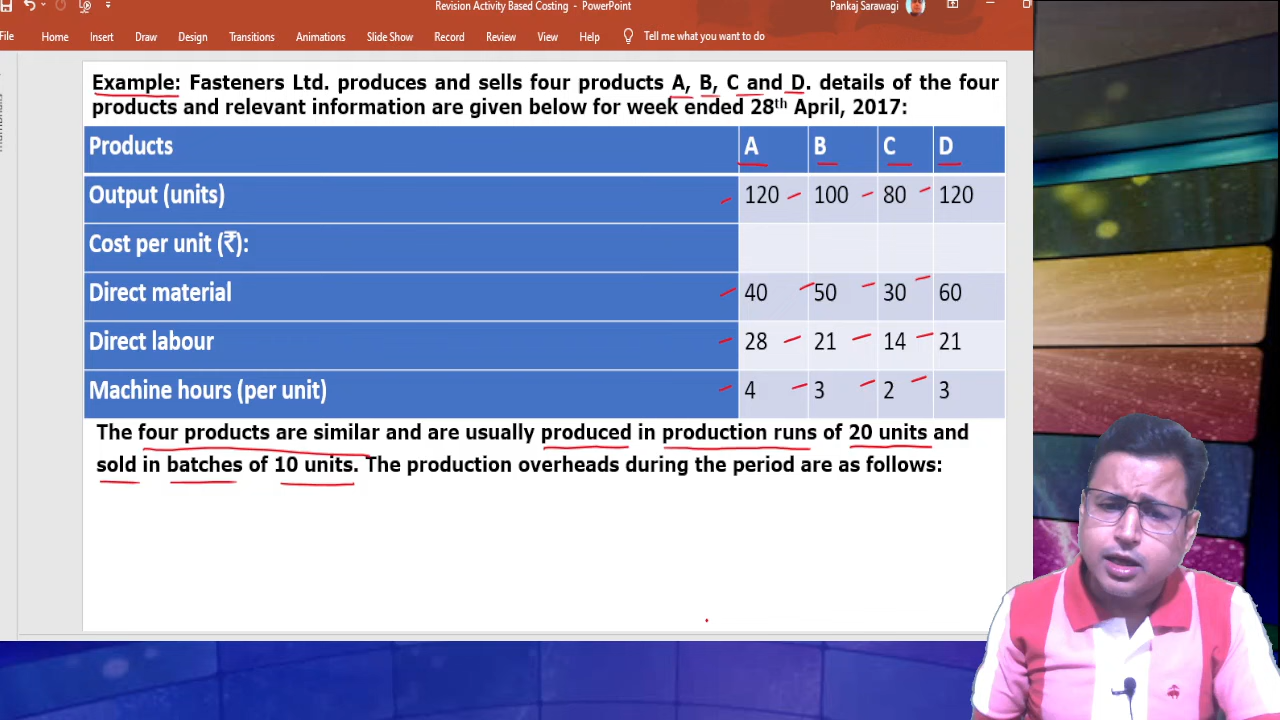 Revision Activity Based Costing - PowerPoint
Pankaj Sarawagi
File Home Insert Draw Design Transitions Animations Slide Show Record Review View Help Tell me what you want to do
Example: Fasteners Ltd. produces and sells four products A, B, C and D. details of the four
products and relevant information are given below for week ended 28th April, 2017:
Products A B C D
Output (units) 120 100 80 120
Cost per unit (₹):
Direct material 40 50 30 60
Direct labour 28 21 14 21
Machine hours (per unit) 4 3 2 3
The four products are similar and are usually produced in production runs of 20 units and
sold in batches of 10 units. The production overheads during the period are as follows: